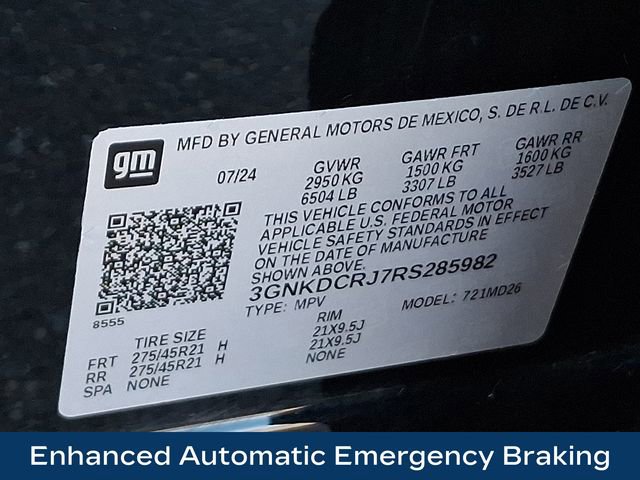 gm
MFD BY GENERAL MOTORS DE MEXICO, S. DE R.L. DE C.V.
07/24
GVWR
2950 KG
6504 LB
GAWR FRT
1500 KG
3307 LB
GAWR RR
1600 KG
3527 LB
THIS VEHICLE CONFORMS TO ALL
APPLICABLE U.S. FEDERAL MOTOR
VEHICLE SAFETY STANDARDS IN EFFECT
ON THE DATE OF MANUFACTURE
SHOWN ABOVE.
3GNKDCRJ7RS285982
TYPE: MPV
MODEL: 721MD26
8555
TIRE SIZE
RIM
FRT 275/45R21 H 21X9.5J
RR 275/45R21 H 21X9.5J
SPA NONE NONE
Enhanced Automatic Emergency Braking